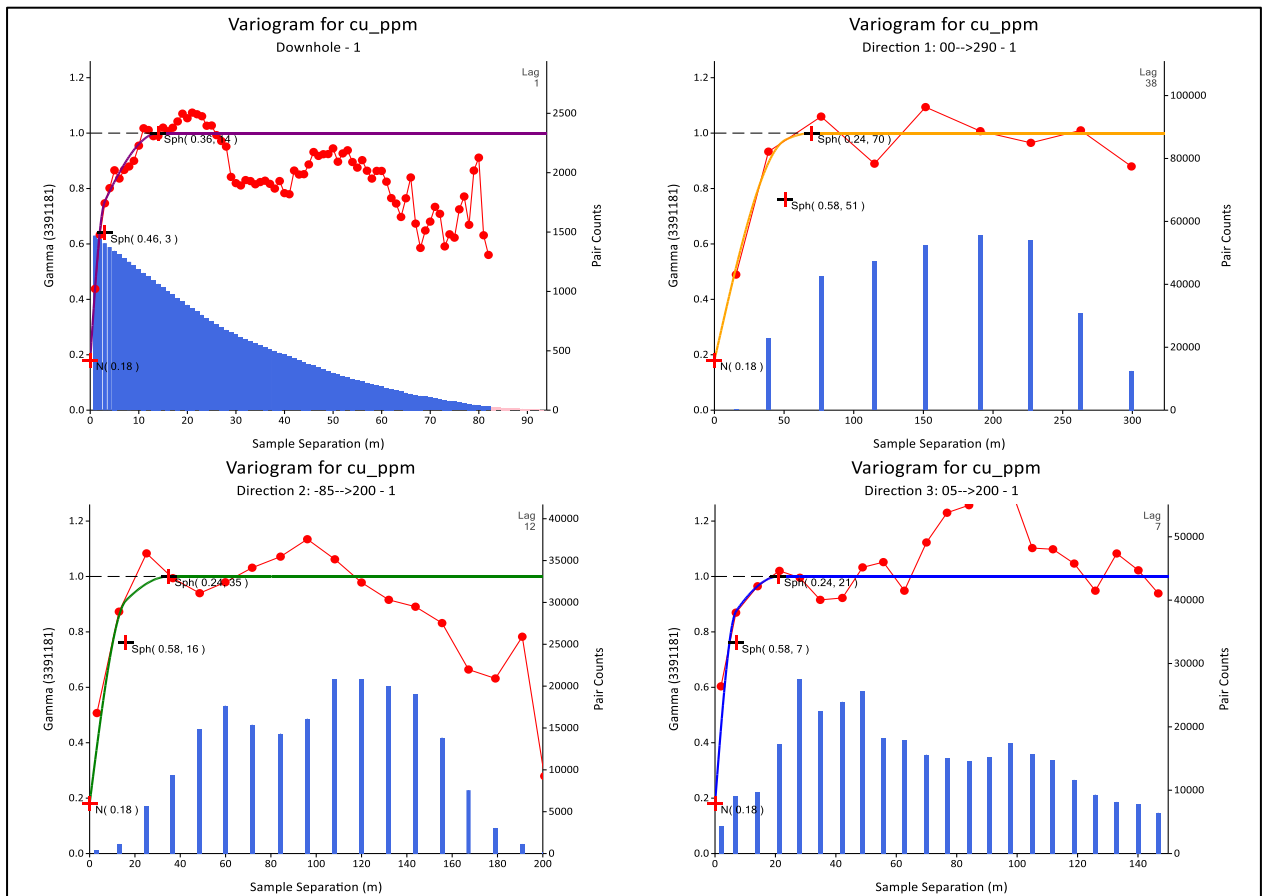 Variogram for cu_ppm
Downhole - 1
Lag
1
Gamma (3391181)
1.2
1.0
0.8
0.6
0.4
0.2
0.0
Sph( 0.36, 14 )
Sph( 0.46, 3 )
N( 0.18 )
2500
2000
1500
1000
500
0
Pair Counts
0 10 20 30 40 50 60 70 80 90
Sample Separation (m)
Variogram for cu_ppm
Direction 1: 00-->290 - 1
Lag
38
Gamma (3391181)
1.2
1.0
0.8
0.6
0.4
0.2
0.0
Sph( 0.24, 70 )
Sph( 0.58, 51 )
N( 0.18 )
100000
80000
60000
40000
20000
0
Pair Counts
0 50 100 150 200 250 300
Sample Separation (m)
Variogram for cu_ppm
Direction 2: -85-->200 - 1
Lag
12
Gamma (3391181)
1.2
1.0
0.8
0.6
0.4
0.2
0.0
Sph( 0.24, 35 )
Sph( 0.58, 16 )
N( 0.18 )
40000
35000
30000
25000
20000
15000
10000
5000
0
Pair Counts
0 20 40 60 80 100 120 140 160 180 200
Sample Separation (m)
Variogram for cu_ppm
Direction 3: 05-->200 - 1
Lag
7
Gamma (3391181)
1.2
1.0
0.8
0.6
0.4
0.2
0.0
Sph( 0.24, 21 )
Sph( 0.58, 7 )
N( 0.18 )
50000
40000
30000
20000
10000
0
Pair Counts
0 20 40 60 80 100 120 140
Sample Separation (m)